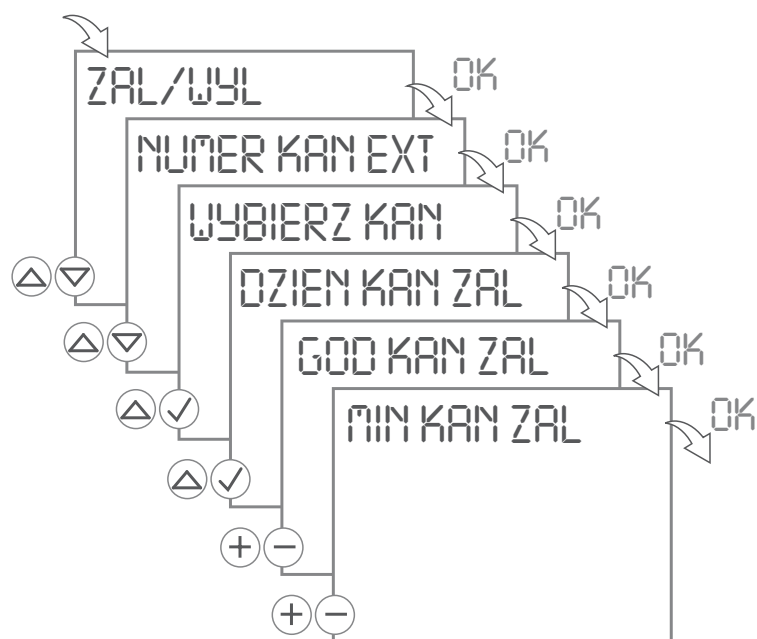 ZAL/WYL
OK
NUMER KAN EXT
OK
WYBIERZ KAN
OK
DZIEN KAN ZAL
OK
GOD KAN ZAL
OK
MIN KAN ZAL
OK